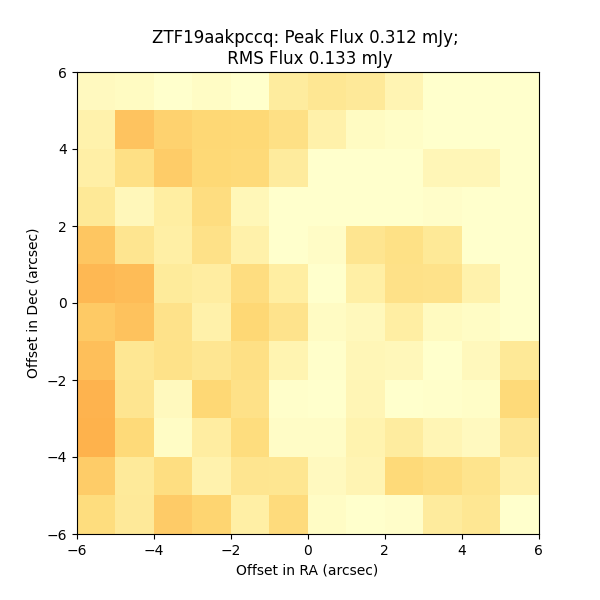 ZTF19aakpccq: Peak Flux 0.312 mJy;
RMS Flux 0.133 mJy
6
4
2
0
−2
−4
−6
Offset in Dec (arcsec)
−6 −4 −2 0 2 4 6
Offset in RA (arcsec)